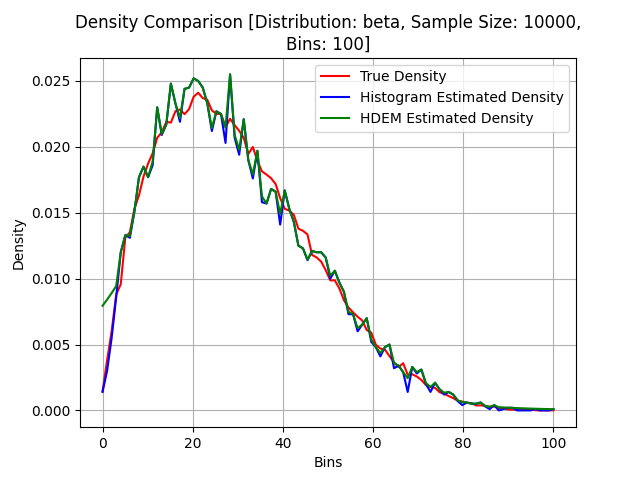 Density Comparison [Distribution: beta, Sample Size: 10000,
Bins: 100]
True Density
Histogram Estimated Density
HDEM Estimated Density
Density
0.025
0.020
0.015
0.010
0.005
0.000
0
20
40
60
80
100
Bins